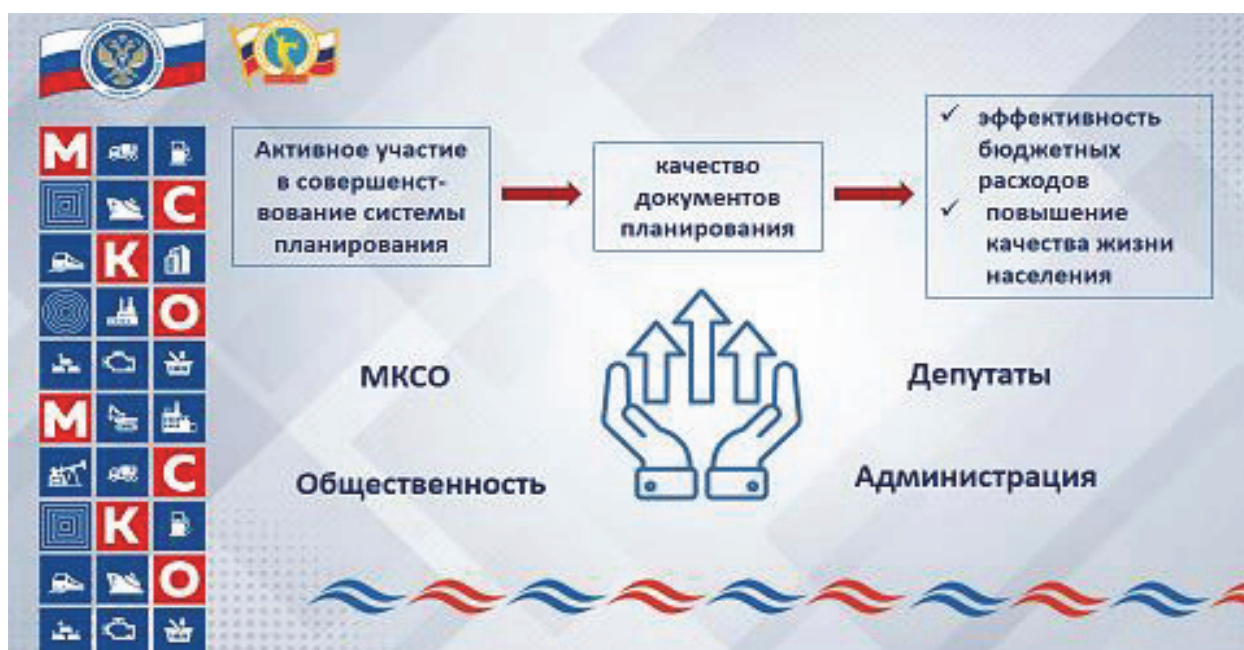 Активное участие
в совершенст-
вование системы
планирования
качество
документов
планирования
✓ эффективность
бюджетных
расходов
✓ повышение
качества жизни
населения
М
С
К
О
М
С
К
О
МКСО
Депутаты
Общественность
Администрация